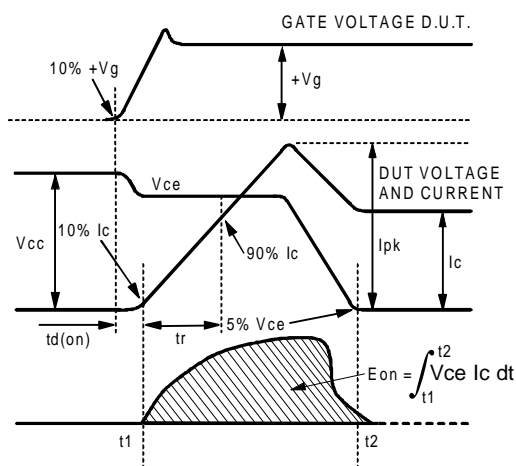 GATE VOLTAGE D.U.T.
10% +Vg
+Vg
Vce
DUT VOLTAGE
AND CURRENT
Vcc
10% Ic
90% Ic
Ipk
Ic
td(on)
tr
5% Vce
Eon = ∫ Vce Ic dt
t2
t1
t1
t2